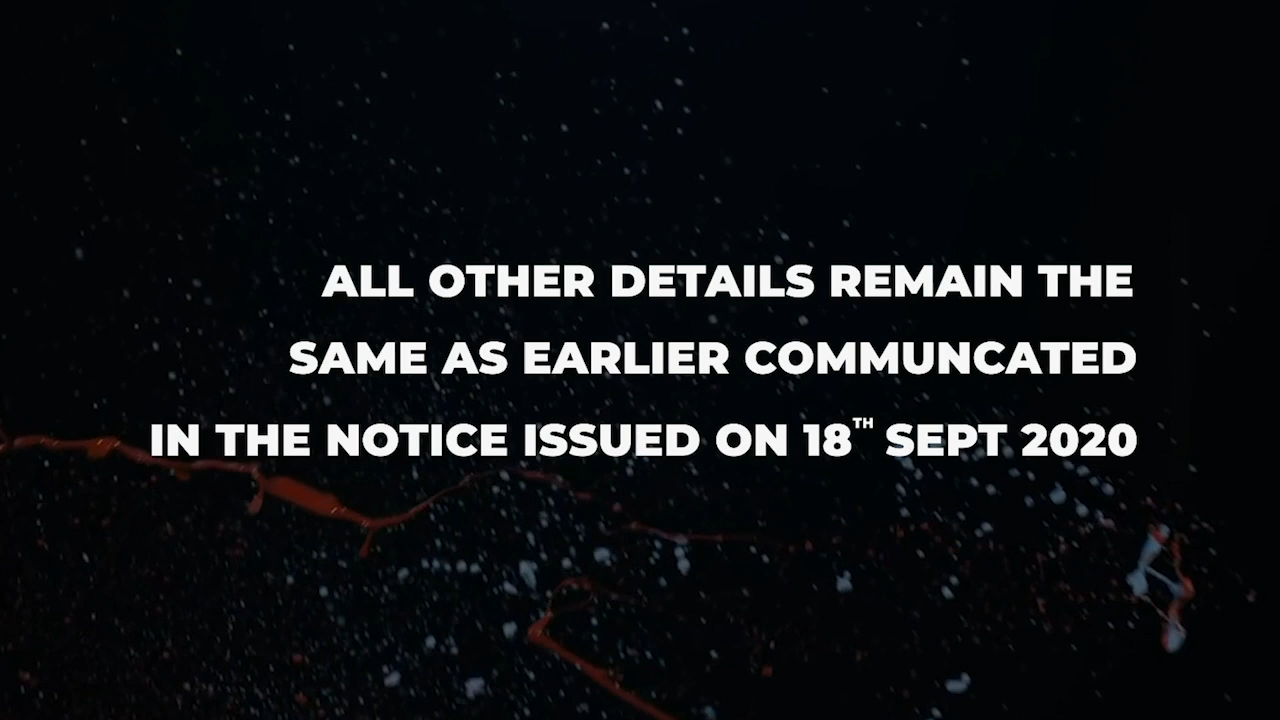 ALL OTHER DETAILS REMAIN THE
SAME AS EARLIER COMMUNCATED
IN THE NOTICE ISSUED ON 18TH SEPT 2020